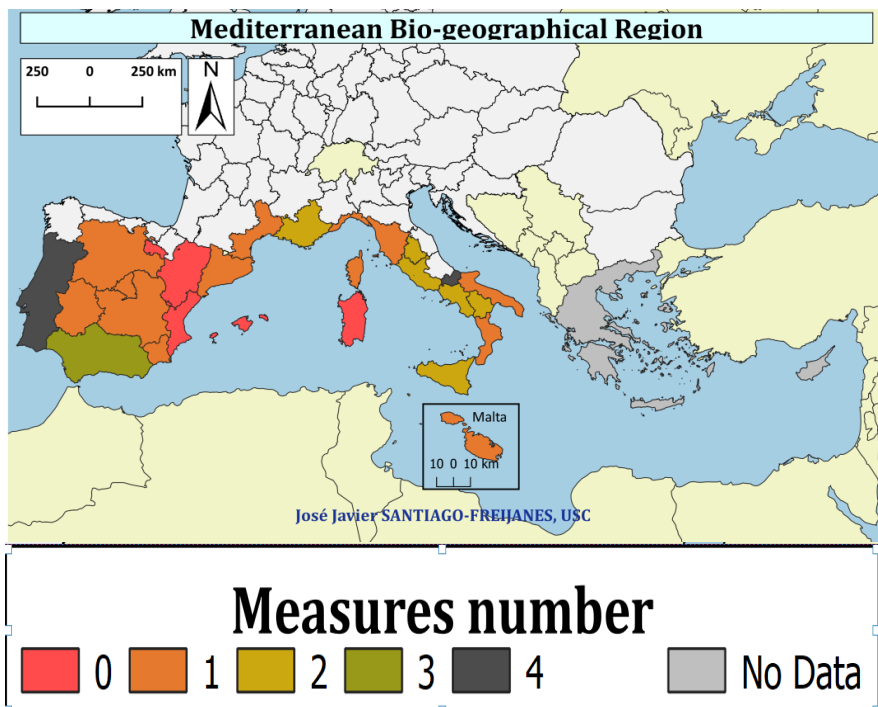 Mediterranean Bio-geographical Region
250 0 250 km
N
Malta
10 0 10 km
José Javier SANTIAGO-FREIJANES, USC
Measures number
0 1 2 3 4 No Data